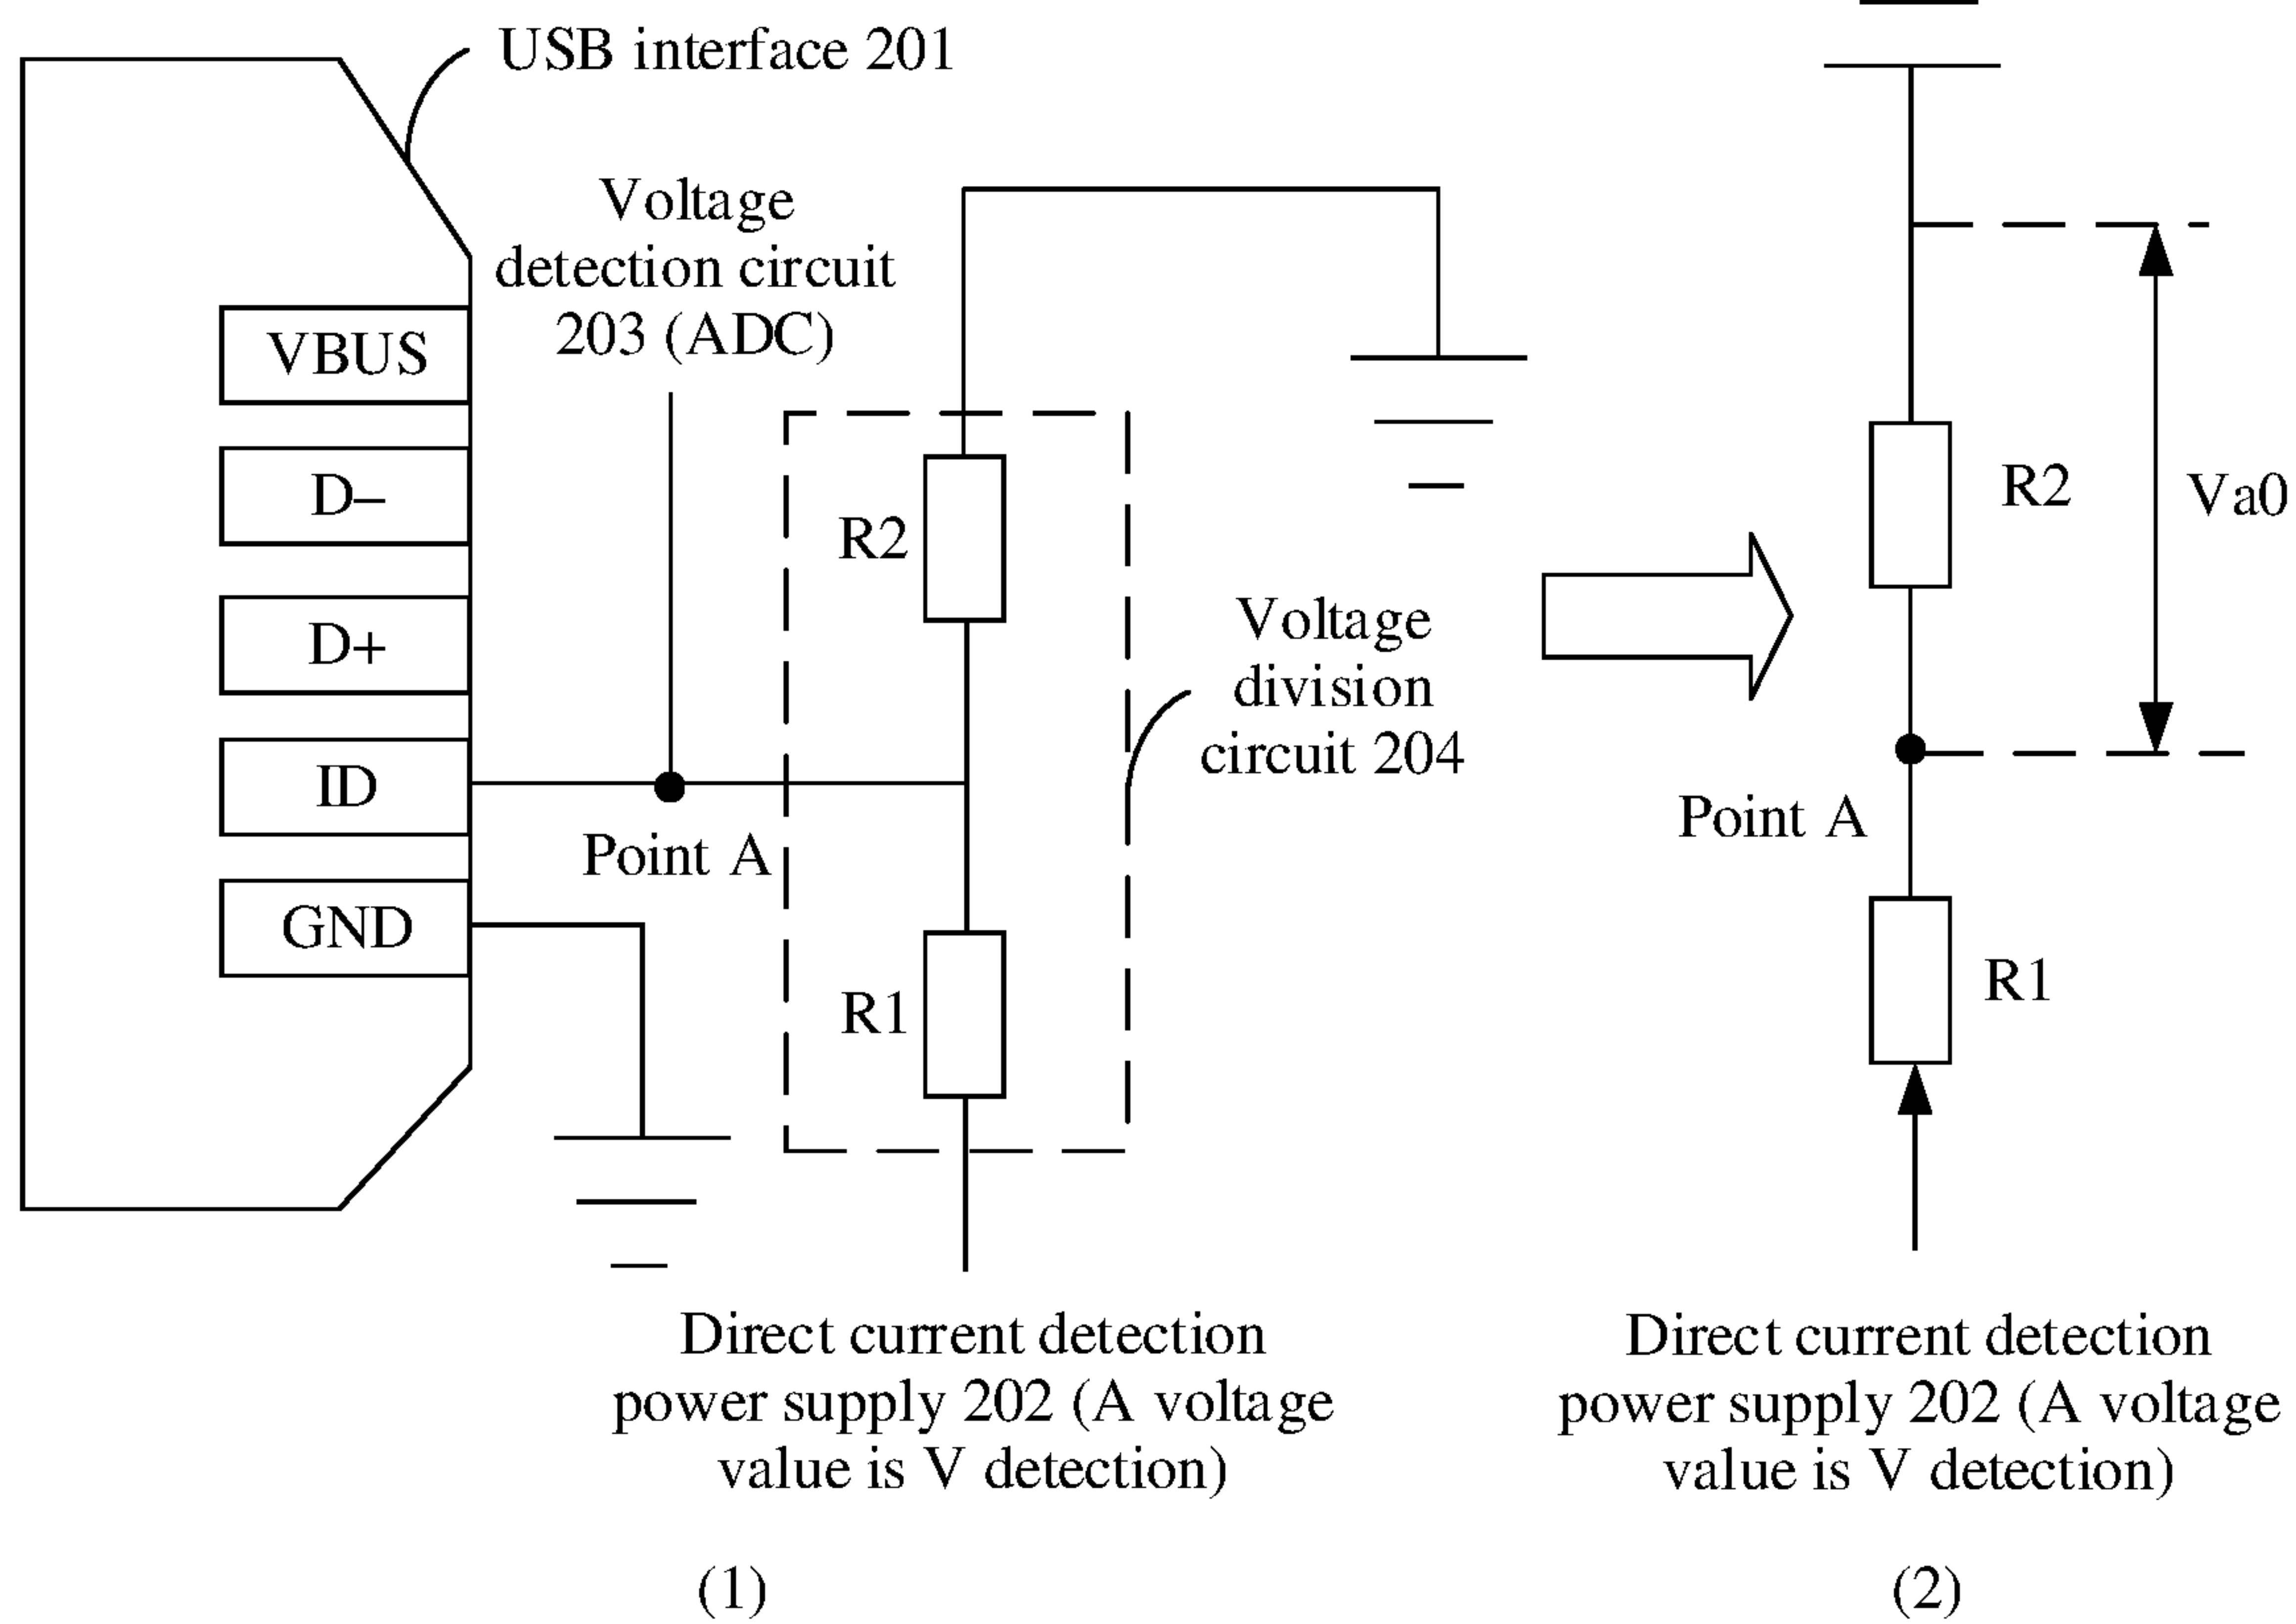 USB interface 201
Voltage
detection circuit
203 (ADC)
VBUS
D–
D+
ID
GND
Point A
R2
R1
Voltage
division
circuit 204
Direct current detection
power supply 202 (A voltage
value is V detection)
(1)
R2
Va0
Point A
R1
Direct current detection
power supply 202 (A voltage
value is V detection)
(2)